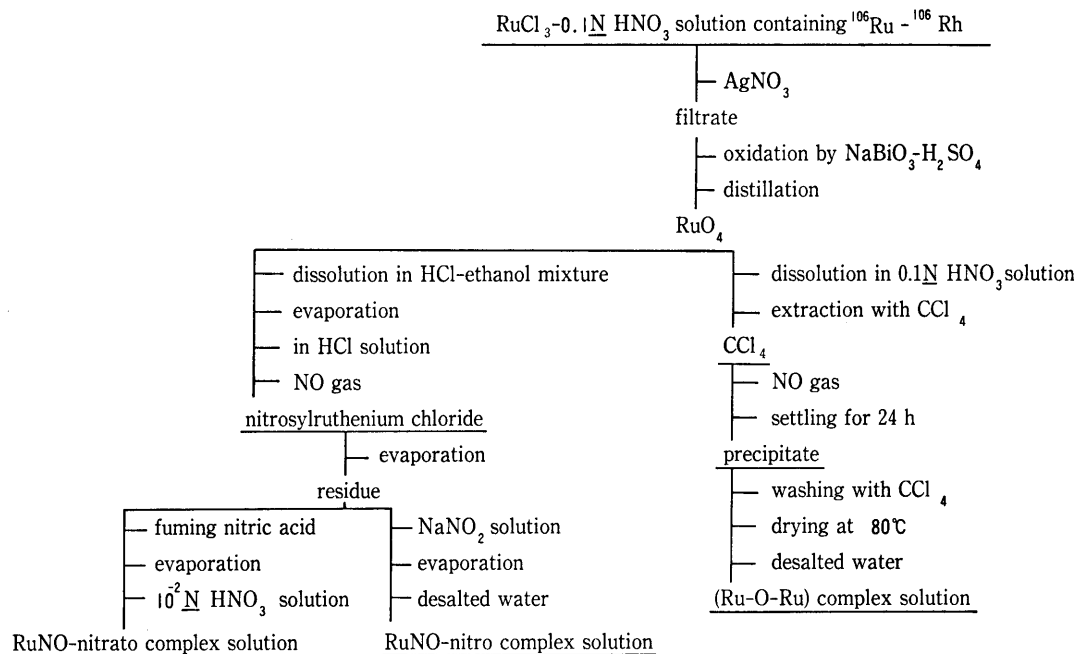 RuCl₃-0.1N HNO₃ solution containing ¹⁰⁶Ru - ¹⁰⁶Rh
AgNO₃
filtrate
oxidation by NaBiO₃-H₂SO₄
distillation
RuO₄
dissolution in HCl-ethanol mixture
evaporation
in HCl solution
NO gas
nitrosylruthenium chloride
evaporation
residue
fuming nitric acid
evaporation
10⁻² N HNO₃ solution
RuNO-nitrato complex solution
NaNO₂ solution
evaporation
desalted water
RuNO-nitro complex solution
dissolution in 0.1N HNO₃ solution
extraction with CCl₄
CCl₄
NO gas
settling for 24 h
precipitate
washing with CCl₄
drying at 80℃
desalted water
(Ru-O-Ru) complex solution